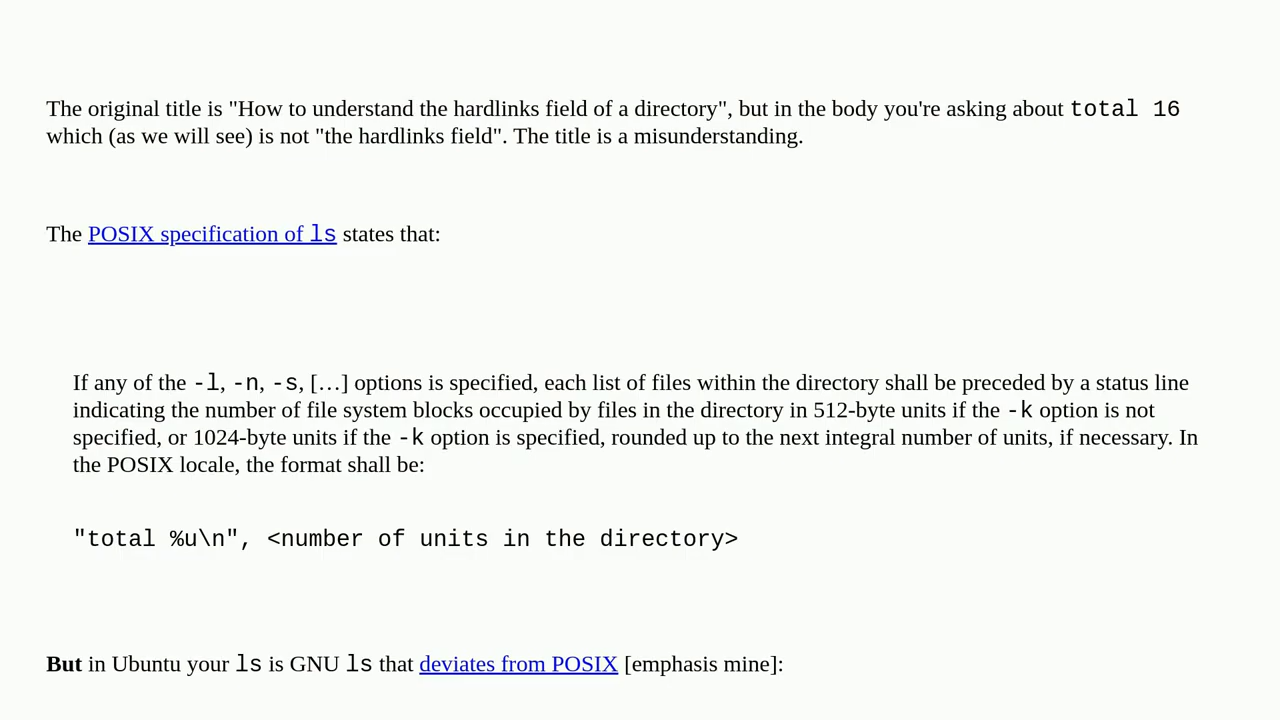 The original title is "How to understand the hardlinks field of a directory", but in the body you're asking about total 16
which (as we will see) is not "the hardlinks field". The title is a misunderstanding.
The POSIX specification of ls states that:
If any of the -l, -n, -s, […] options is specified, each list of files within the directory shall be preceded by a status line
indicating the number of file system blocks occupied by files in the directory in 512-byte units if the -k option is not
specified, or 1024-byte units if the -k option is specified, rounded up to the next integral number of units, if necessary. In
the POSIX locale, the format shall be:
"total %u\n", <number of units in the directory>
But in Ubuntu your ls is GNU ls that deviates from POSIX [emphasis mine]: